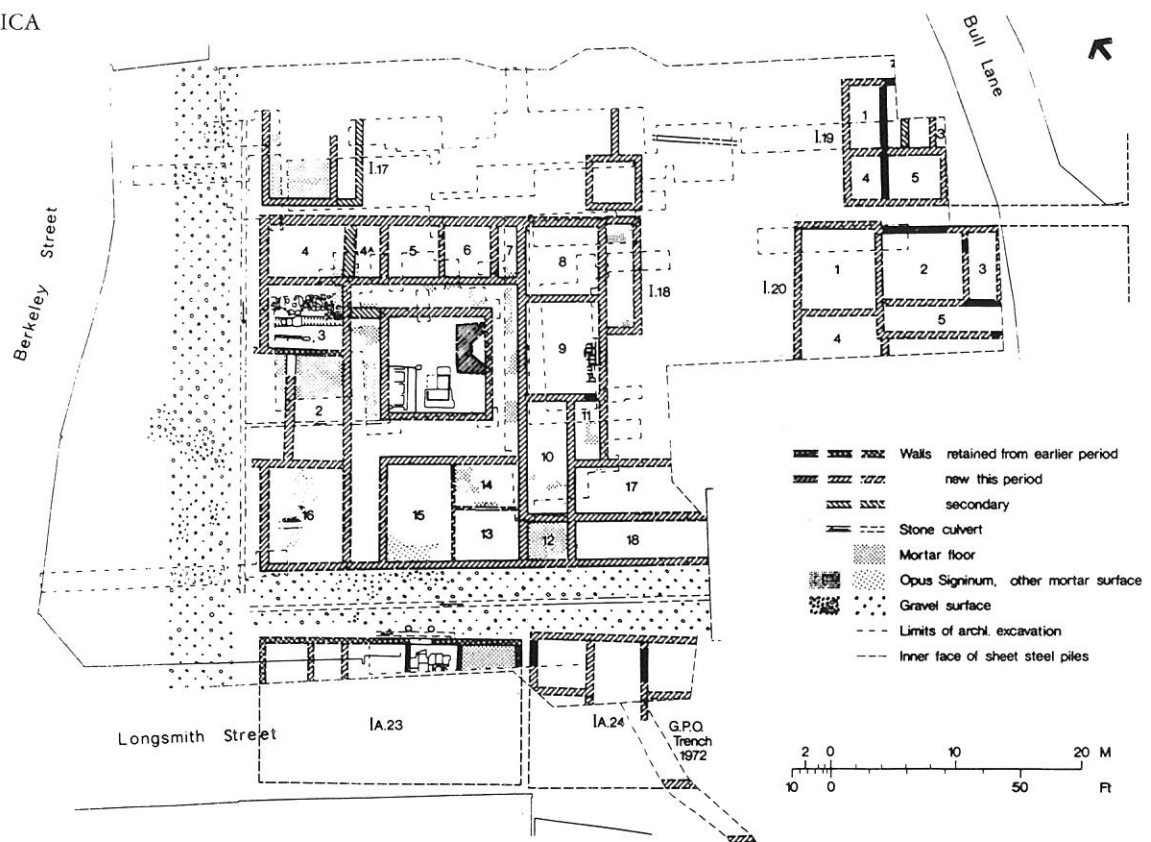 ICA
Bull Lane
Berkeley Street
I.17
I.19
1
3
4
5
4
4A
5
6
7
8
I.18
I.20
1
2
3
5
4
3
9
2
11
10
14
17
16
15
13
12
18
Walls retained from earlier period
new this period
secondary
Stone culvert
Mortar floor
Opus Signinum, other mortar surface
Gravel surface
Limits of archl. excavation
Inner face of sheet steel piles
IA.23
IA.24
G.P.O.
Trench
1972
Longsmith Street
2 0 10 20 M
10 0 50 Ft